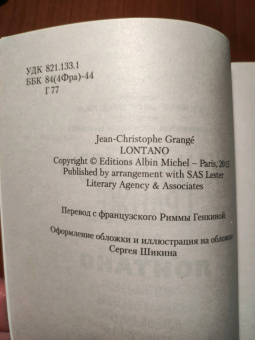 УДК 821.133.1
ББК 84(4Фра)-44
Г 77
Jean-Christophe Grangé
LONTANO
Copyright © Editions Albin Michel – Paris, 2015
Published by arrangement with SAS Lester
Literary Agency & Associates
Перевод с французского Риммы Генкиной
Оформление обложки и иллюстрация на обложке
Сергея Шикина
ЛОНТАНО